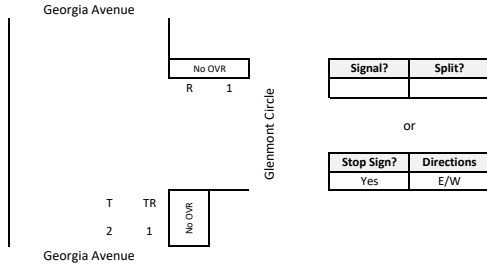 Georgia Avenue
No OVR
R 1
Glenmont Circle
Signal? Split?
or
Stop Sign? Directions
Yes E/W
T TR
2 1
No OVR
Georgia Avenue